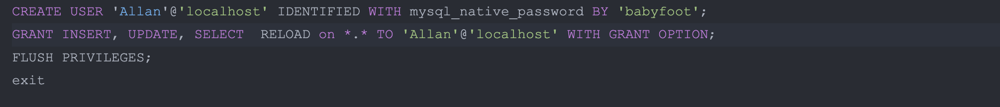 CREATE USER 'Allan'@'localhost' IDENTIFIED WITH mysql_native_password BY 'babyfoot';
GRANT INSERT, UPDATE, SELECT  RELOAD on *.* TO 'Allan'@'localhost' WITH GRANT OPTION;
FLUSH PRIVILEGES;
exit